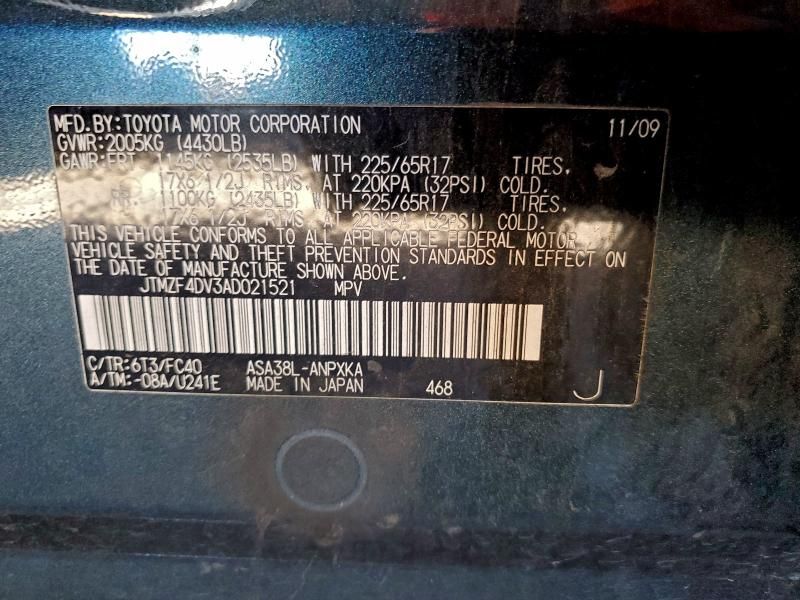 MFD.BY:TOYOTA MOTOR CORPORATION 11/09
GVWR:2005KG (4430LB)
GAWR:FRT. 1145KG (2535LB) WITH 225/65R17 TIRES,
17X6 1/2J RIMS, AT 220KPA (32PSI) COLD.
RR. 1100KG (2435LB) WITH 225/65R17 TIRES,
17X6 1/2J RIMS, AT 220KPA (32PSI) COLD.
THIS VEHICLE CONFORMS TO ALL APPLICABLE FEDERAL MOTOR
VEHICLE SAFETY AND THEFT PREVENTION STANDARDS IN EFFECT ON
THE DATE OF MANUFACTURE SHOWN ABOVE.
JTMZF4DV3AD021521 MPV
C/TR:6T3/FC40 ASA38L-ANPXKA
A/TM:-08A/U241E MADE IN JAPAN 468 J